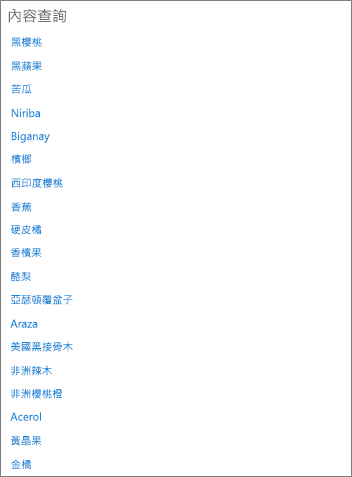 內容查詢
黑櫻桃
黑蘋果
苦瓜
Niriba
Biganay
檳榔
西印度櫻桃
香蕉
硬皮橘
香檳果
酪梨
亞瑟頓覆盆子
Araza
美國黑接骨木
非洲辣木
非洲櫻桃橙
Acerol
黃晶果
金橘